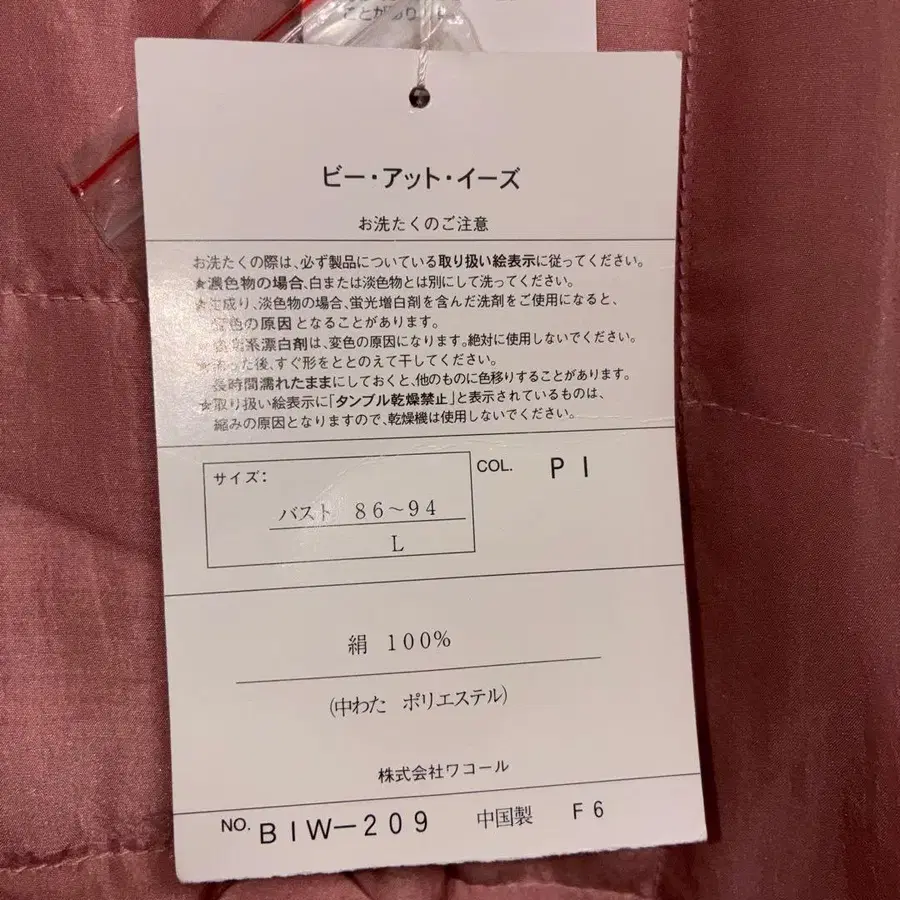 ことがあり
ビー・アット・イーズ
お洗たくのご注意
お洗たくの際は、必ず製品についている取り扱い絵表示に従ってください。
★濃色物の場合、白または淡色物とは別にして洗ってください。
★生成り、淡色物の場合、蛍光増白剤を含んだ洗剤をご使用になると、
色の原因となることがあります。
系漂白剤は、変色の原因になります。絶対に使用しないでください。
った後、すぐ形をととのえて干してください。
長時間濡れたままにしておくと、他のものに色移りすることがあります。
★取り扱い絵表示に「タンブル乾燥禁止」と表示されているものは、
縮みの原因となりますので、乾燥機は使用しないでください。
サイズ:
バスト 86~94
L
COL. PI
絹 100%
(中わた ポリエステル)
株式会社ワコール
NO. BIW-209 中国製 F6